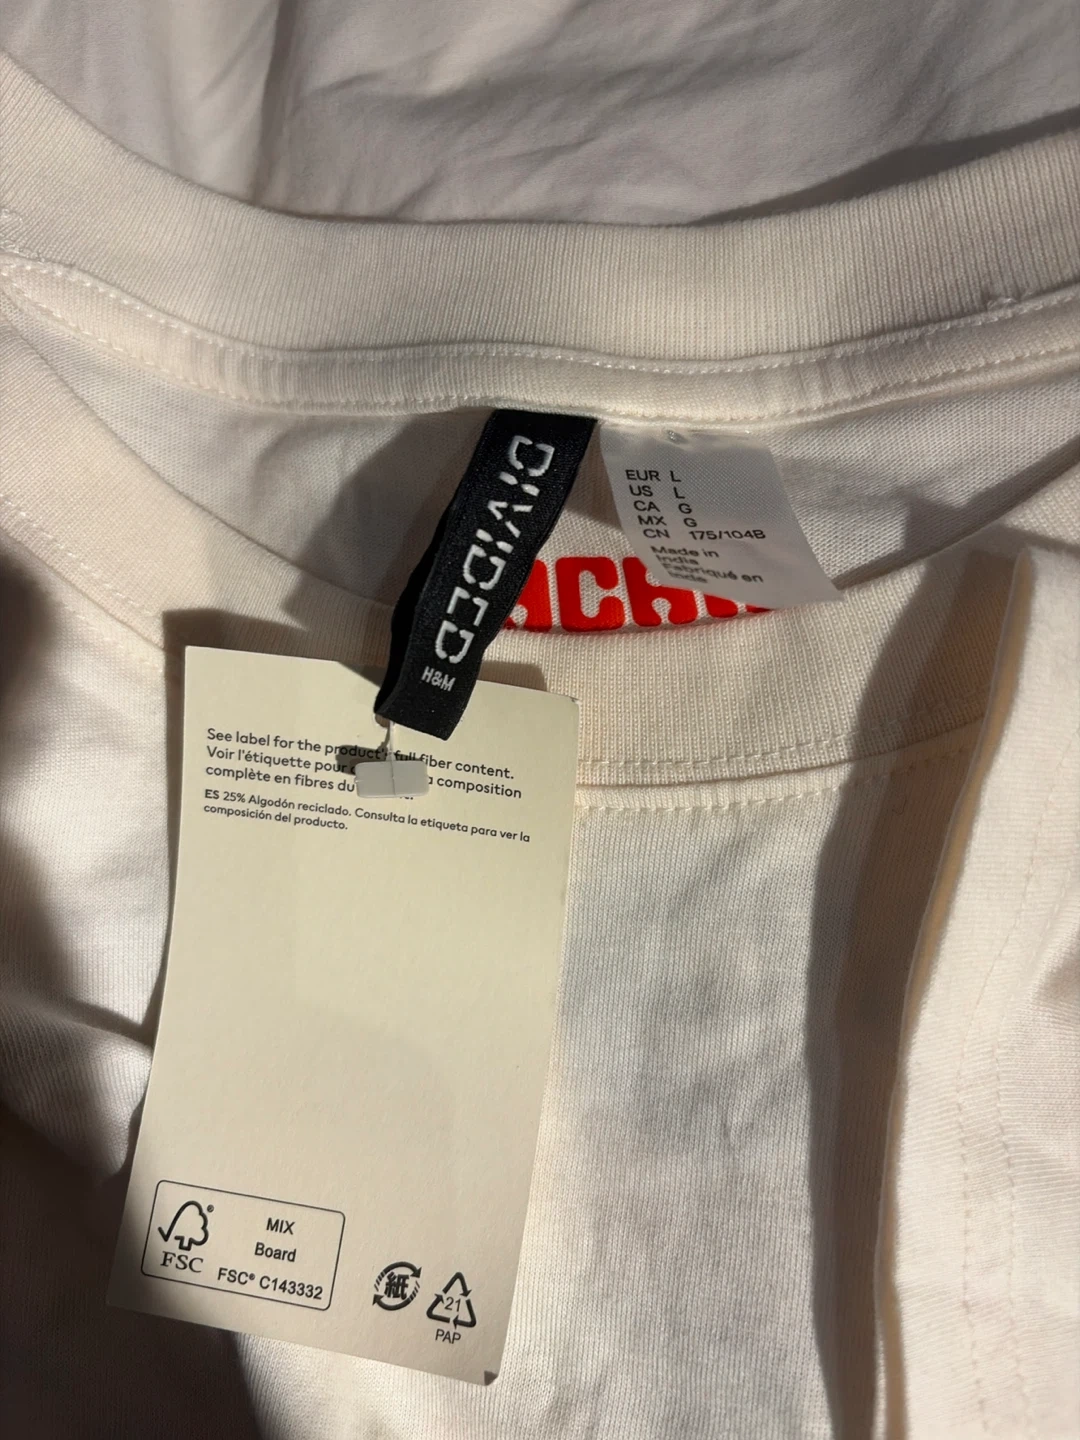 DIVIDED
H&M
EUR L
US L
CA G
MX G
CN 175/104B
Made in
India
Fabriqué en
Inde
See label for the product's full fiber content.
Voir l'étiquette pour a composition
complète en fibres du
ES 25% Algodón reciclado. Consulta la etiqueta para ver la
composición del producto.
FSC®
MIX
Board
FSC® C143332
紙
21
PAP